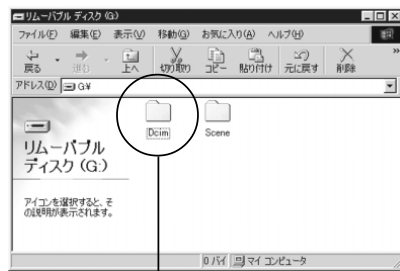 リムーバブル ディスク (G:)
ファイル(F) 編集(E) 表示(V) 移動(G) お気に入り(A) ヘルプ(H)
戻る 進む 上へ 切り取り コピー 貼り付け 元に戻す 削除 »
アドレス(D) G:¥
リムーバブル
ディスク (G:)
アイコンを選択すると、そ
の説明が表示されます。
Dcim Scene
0 バイト マイ コンピュータ